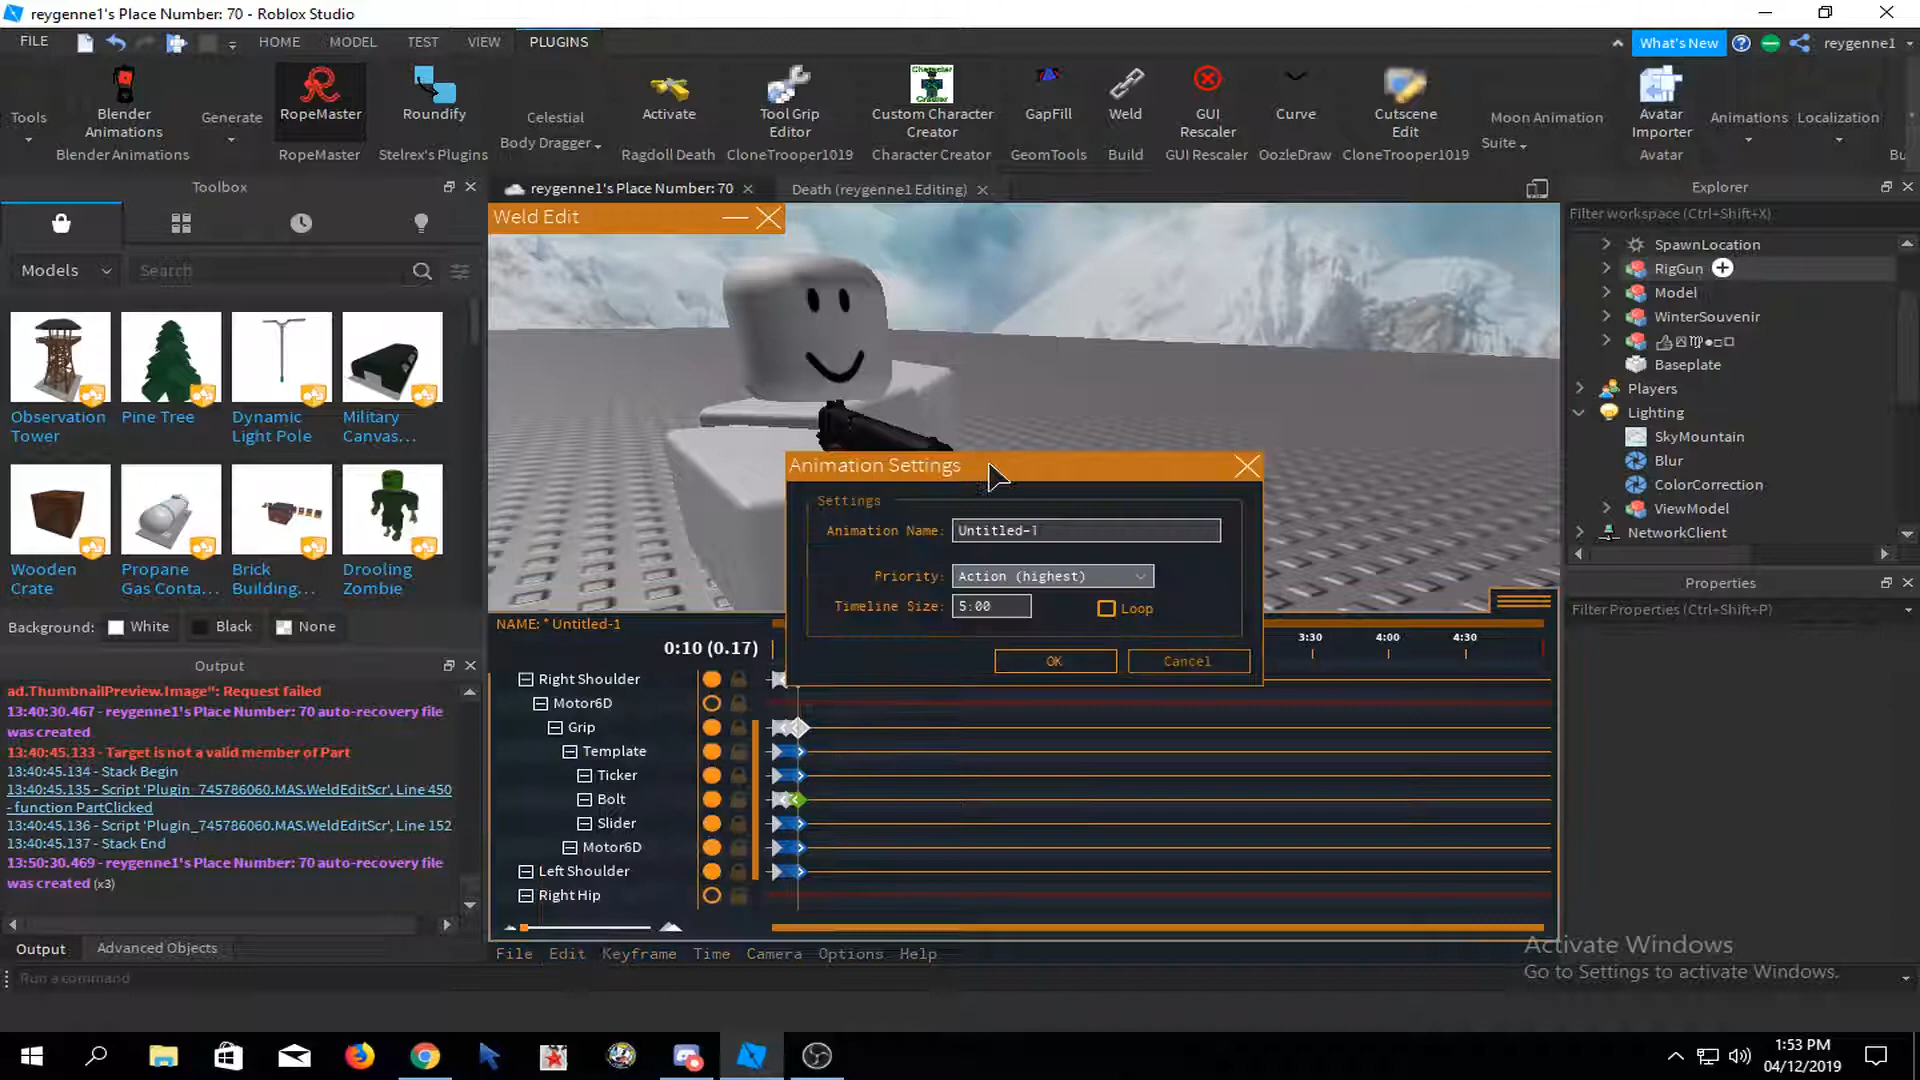 reygenne1's Place Number: 70 - Roblox Studio
FILE
HOME
MODEL
TEST
VIEW
PLUGINS
What's New
reygenne1
Tools
Blender
Animations
Generate
RopeMaster
Roundify
Celestial
Body Dragger
Activate
Tool Grip
Editor
Custom Character
Creator
GapFill
Weld
GUI
Rescaler
Curve
Cutscene
Edit
Moon Animation
Suite
Avatar
Importer
Animations
Localization
Blender Animations
RopeMaster
Stelrex's Plugins
Ragdoll Death
CloneTrooper1019
Character Creator
GeomTools
Build
GUI Rescaler
OozleDraw
CloneTrooper1019
Avatar
Bu
Toolbox
reygenne1's Place Number: 70
Death (reygenne1 Editing)
Explorer
Filter workspace (Ctrl+Shift+X)
Models
Search
Observation
Tower
Pine Tree
Dynamic
Light Pole
Military
Canvas...
Wooden
Crate
Propane
Gas Conta...
Brick
Building...
Drooling
Zombie
Background:
White
Black
None
Output
ad.ThumbnailPreview.Image": Request failed
13:40:30.467 - reygenne1's Place Number: 70 auto-recovery file
was created
13:40:45.133 - Target is not a valid member of Part
13:40:45.134 - Stack Begin
13:40:45.135 - Script 'Plugin_745786060.MAS.WeldEditScr', Line 450
- function PartClicked
13:40:45.136 - Script 'Plugin_745786060.MAS.WeldEditScr', Line 152
13:40:45.137 - Stack End
13:50:30.469 - reygenne1's Place Number: 70 auto-recovery file
was created (x3)
Output
Advanced Objects
Run a command
Weld Edit
Animation Settings
Settings
Animation Name:
Untitled-1
Priority:
Action (highest)
Timeline Size:
5:00
Loop
OK
Cancel
NAME: * Untitled-1
0:10 (0.17)
3:30
4:00
4:30
Right Shoulder
Motor6D
Grip
Template
Ticker
Bolt
Slider
Motor6D
Left Shoulder
Right Hip
File
Edit
Keyframe
Time
Camera
Options
Help
SpawnLocation
RigGun
Model
WinterSouvenir
Baseplate
Players
Lighting
SkyMountain
Blur
ColorCorrection
ViewModel
NetworkClient
Properties
Filter Properties (Ctrl+Shift+P)
Activate Windows
Go to Settings to activate Windows.
1:53 PM
04/12/2019